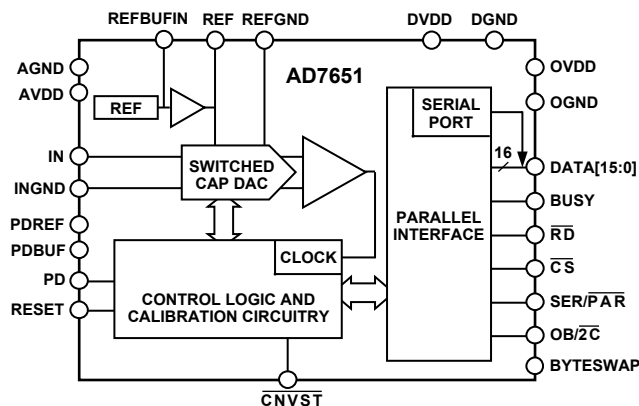 REFBUFIN REF REFGND DVDD DGND
AGND
AVDD
AD7651
OVDD
OGND
REF
SERIAL
PORT
IN
INGND
SWITCHED
CAP DAC
16
DATA[15:0]
BUSY
PDREF
PDBUF
PARALLEL
INTERFACE
RD
CS
PD
RESET
CLOCK
CONTROL LOGIC AND
CALIBRATION CIRCUITRY
SER/PAR
OB/2C
BYTESWAP
CNVST